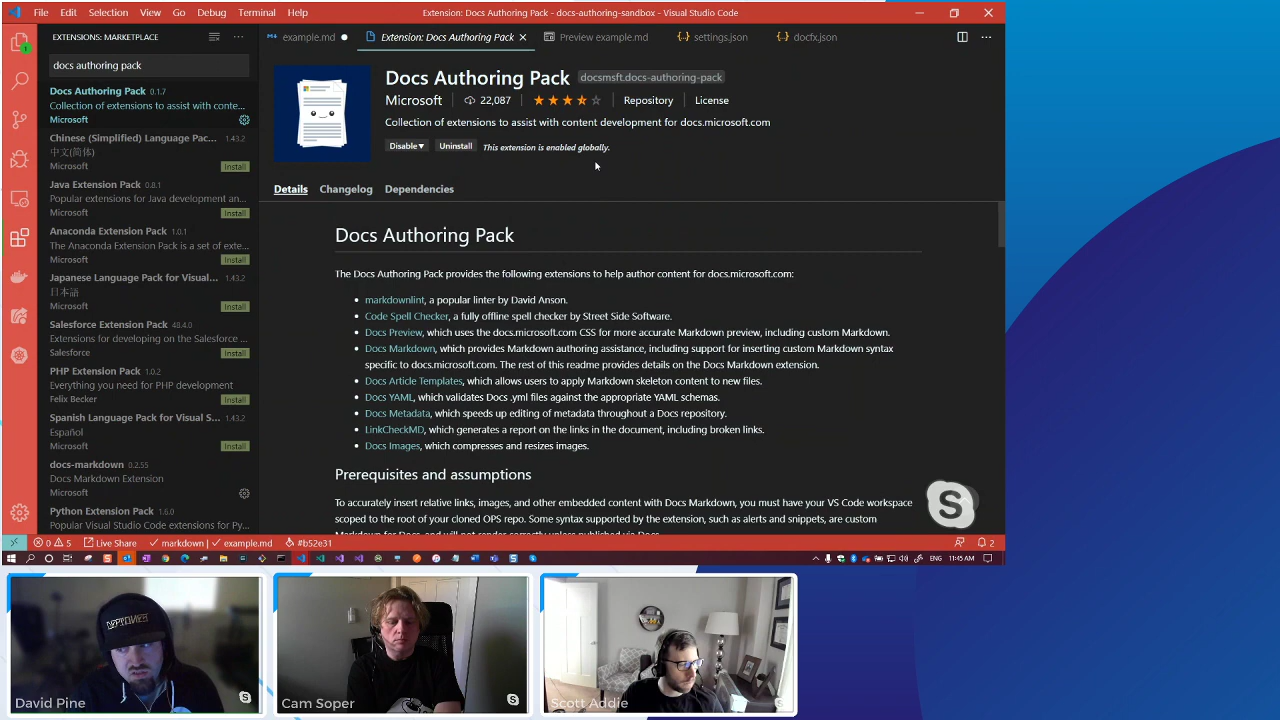 File Edit Selection View Go Debug Terminal Help
Extension: Docs Authoring Pack - docs-authoring-sandbox - Visual Studio Code
EXTENSIONS: MARKETPLACE
docs authoring pack
Docs Authoring Pack 0.1.7
Collection of extensions to assist with conte...
Microsoft
Chinese (Simplified) Language Pac... 1.43.2
中文(简体)
Microsoft Install
Java Extension Pack 0.8.1
Popular extensions for Java development an...
Microsoft Install
Anaconda Extension Pack 1.0.1
The Anaconda Extension Pack is a set of exte...
Microsoft Install
Japanese Language Pack for Visual... 1.43.2
日本語
Microsoft Install
Salesforce Extension Pack 48.4.0
Extensions for developing on the Salesforce ...
Salesforce Install
PHP Extension Pack 1.0.2
Everything you need for PHP development
Felix Becker Install
Spanish Language Pack for Visual S... 1.43.2
Español
Microsoft Install
docs-markdown 0.2.55
Docs Markdown Extension
Microsoft
Python Extension Pack 1.6.0
Popular Visual Studio Code extensions for Py...
example.md
Extension: Docs Authoring Pack
Preview example.md
settings.json
docfx.json
Docs Authoring Pack docsmsft.docs-authoring-pack
Microsoft 22,087 Repository License
Collection of extensions to assist with content development for docs.microsoft.com
Disable Uninstall This extension is enabled globally.
Details Changelog Dependencies
Docs Authoring Pack
The Docs Authoring Pack provides the following extensions to help author content for docs.microsoft.com:
• markdownlint, a popular linter by David Anson.
• Code Spell Checker, a fully offline spell checker by Street Side Software.
• Docs Preview, which uses the docs.microsoft.com CSS for more accurate Markdown preview, including custom Markdown.
• Docs Markdown, which provides Markdown authoring assistance, including support for inserting custom Markdown syntax
specific to docs.microsoft.com. The rest of this readme provides details on the Docs Markdown extension.
• Docs Article Templates, which allows users to apply Markdown skeleton content to new files.
• Docs YAML, which validates Docs .yml files against the appropriate YAML schemas.
• Docs Metadata, which speeds up editing of metadata throughout a Docs repository.
• LinkCheckMD, which generates a report on the links in the document, including broken links.
• Docs Images, which compresses and resizes images.
Prerequisites and assumptions
To accurately insert relative links, images, and other embedded content with Docs Markdown, you must have your VS Code workspace
scoped to the root of your cloned OPS repo. Some syntax supported by the extension, such as alerts and snippets, are custom
Markdown for Docs, and will not render correctly unless published via Docs.
0 5 Live Share markdown | example.md #b52e31 2
ENG 11:45 AM
DEFTONES
David Pine
Cam Soper
Scott Addie